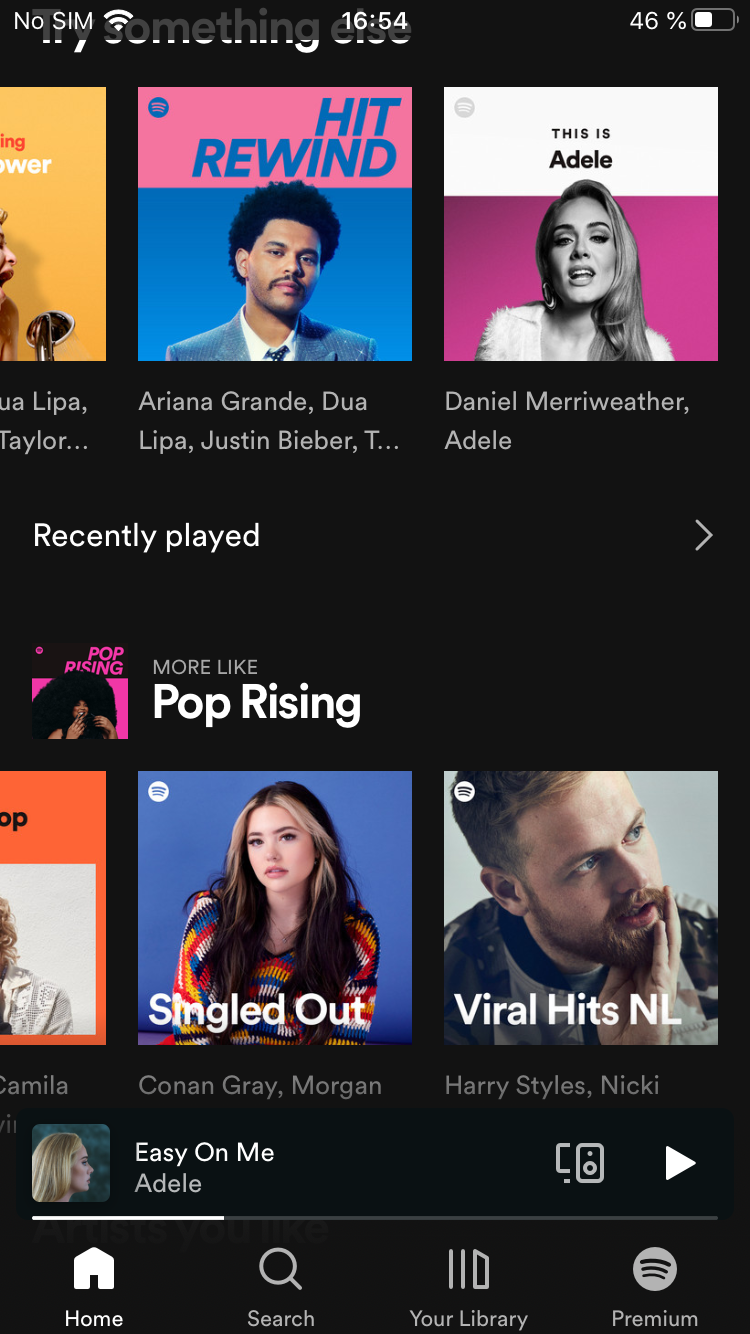 No SIM 16:54 46 %
Try something else
ing
ower
HIT
REWIND
THIS IS
Adele
ua Lipa,
Taylor...
Ariana Grande, Dua
Lipa, Justin Bieber, T...
Daniel Merriweather,
Adele
Recently played
POP
RISING
MORE LIKE
Pop Rising
op
Singled Out
Viral Hits NL
Camila
vi
Conan Gray, Morgan
Harry Styles, Nicki
Easy On Me
Adele
Artists you like
Home
Search
Your Library
Premium